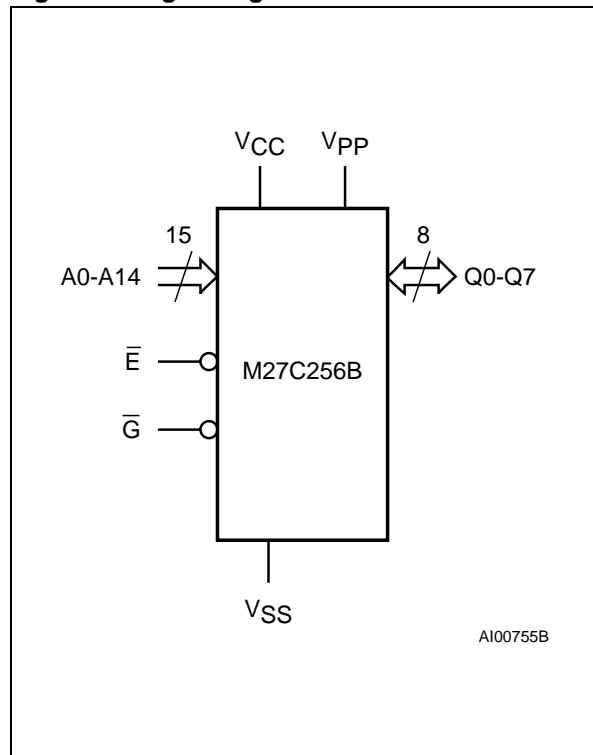 VCC VPP
15 8
A0-A14 Q0-Q7
E̅ M27C256B
G̅
VSS
AI00755B